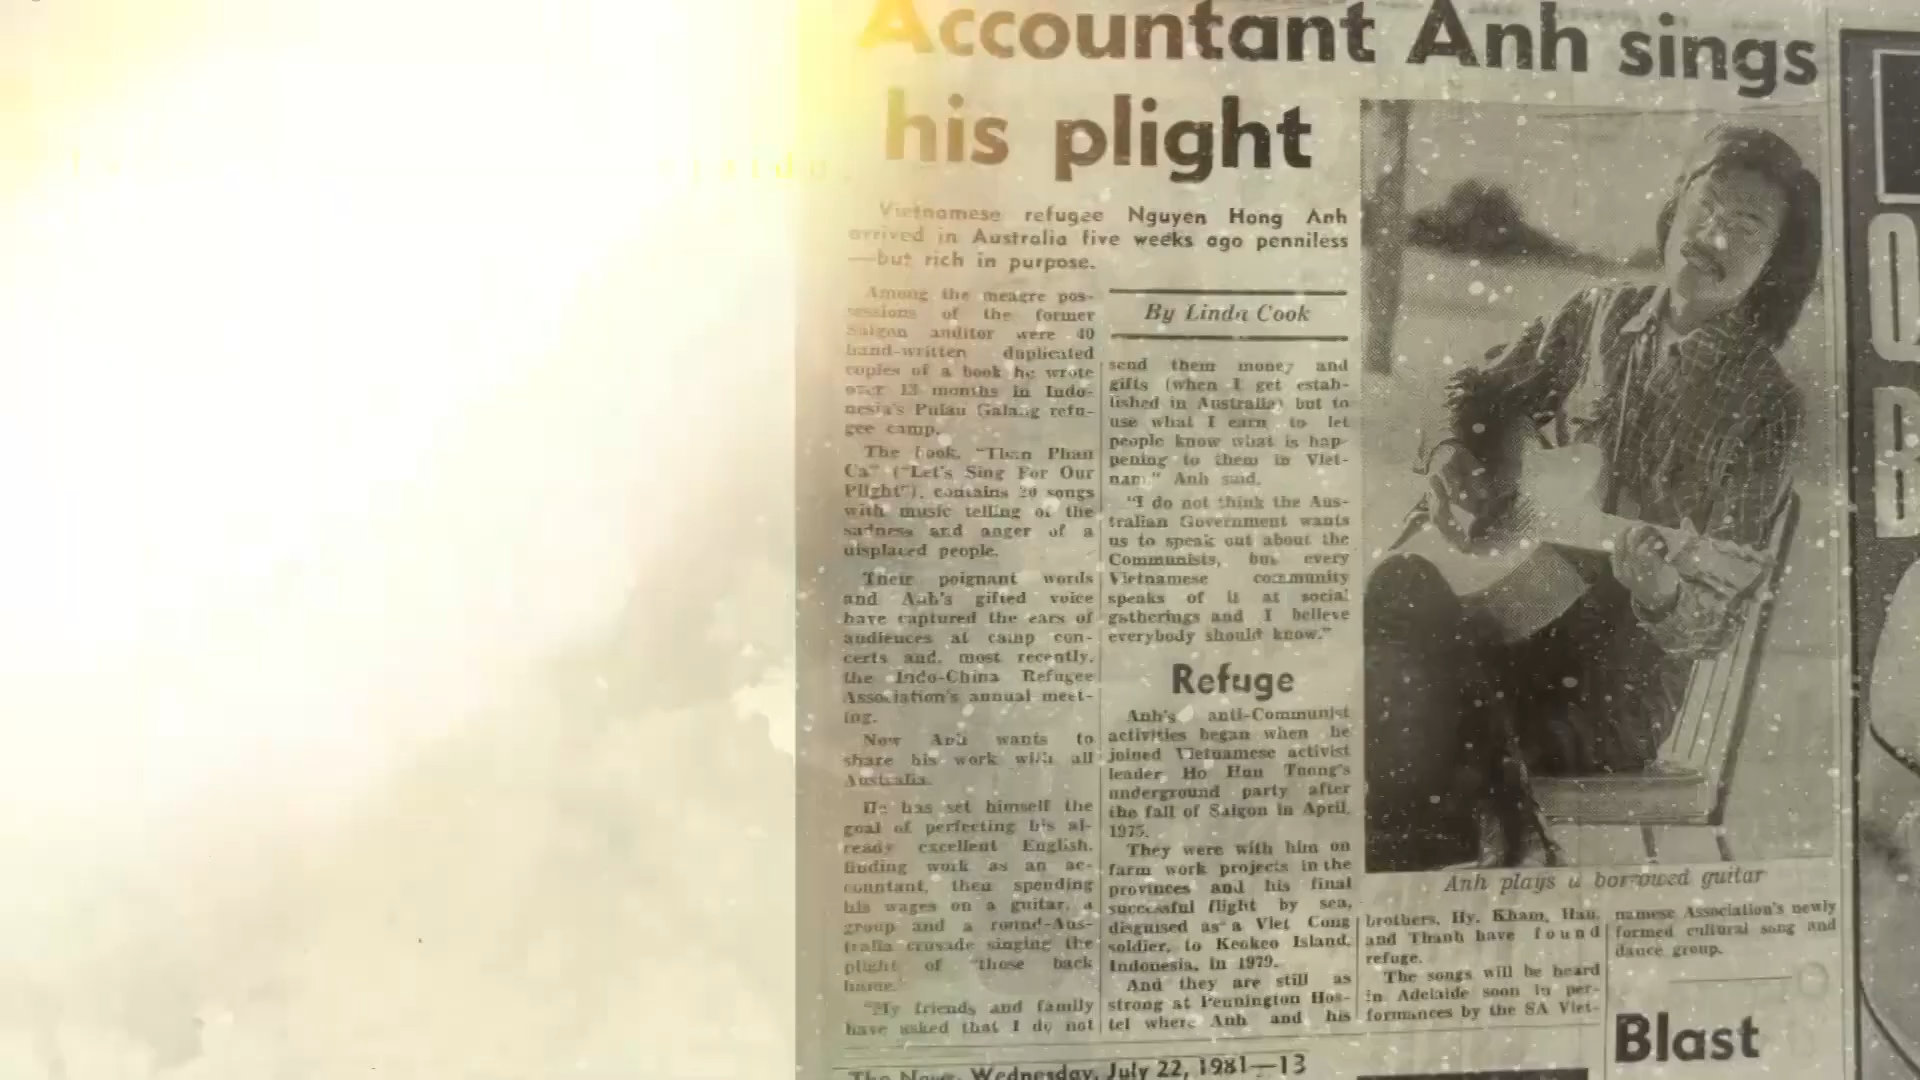 Accountant Anh sings
his plight
Vietnamese refugee Nguyen Hong Anh
arrived in Australia five weeks ago penniless
—but rich in purpose.
Among the meagre pos-
sessions of the former
Saigon auditor were 40
hand-written duplicated
copies of a book he wrote
over 13 months in Indo-
nesia's Pulau Galang refu-
gee camp.
The book, "Than Phan
Ca" ("Let's Sing For Our
Plight"), contains 20 songs
with music telling of the
sadness and anger of a
displaced people.
Their poignant words
and Anh's gifted voice
have captured the ears of
audiences at camp con-
certs and, most recently,
the Indo-China Refugee
Association's annual meet-
ing.
Now Anh wants to
share his work with all
Australia.
He has set himself the
goal of perfecting his al-
ready excellent English,
finding work as an ac-
countant, then spending
his wages on a guitar, a
group and a round-Aus-
tralia crusade singing the
plight of "those back
home."
"My friends and family
have asked that I do not
By Linda Cook
send them money and
gifts (when I get estab-
lished in Australia) but to
use what I earn to let
people know what is hap-
pening to them in Viet-
nam," Anh said.
"I do not think the Aus-
tralian Government wants
us to speak out about the
Communists, but every
Vietnamese community
speaks of it at social
gatherings and I believe
everybody should know."
Refuge
Anh's anti-Communist
activities began when he
joined Vietnamese activist
leader Ho Huu Tuong's
underground party after
the fall of Saigon in April,
1975.
They were with him on
farm work projects in the
provinces and his final
successful flight by sea,
disguised as a Viet Cong
soldier, to Keokeo Island,
Indonesia, in 1979.
And they are still as
strong at Pennington Hos-
tel where Anh and his
Anh plays a borrowed guitar
brothers, Hy, Kham, Hau,
and Thanh have found
refuge.
The songs will be heard
in Adelaide soon in per-
formances by the SA Viet-
namese Association's newly
formed cultural song and
dance group.
Blast
The News, Wednesday, July 22, 1981—13